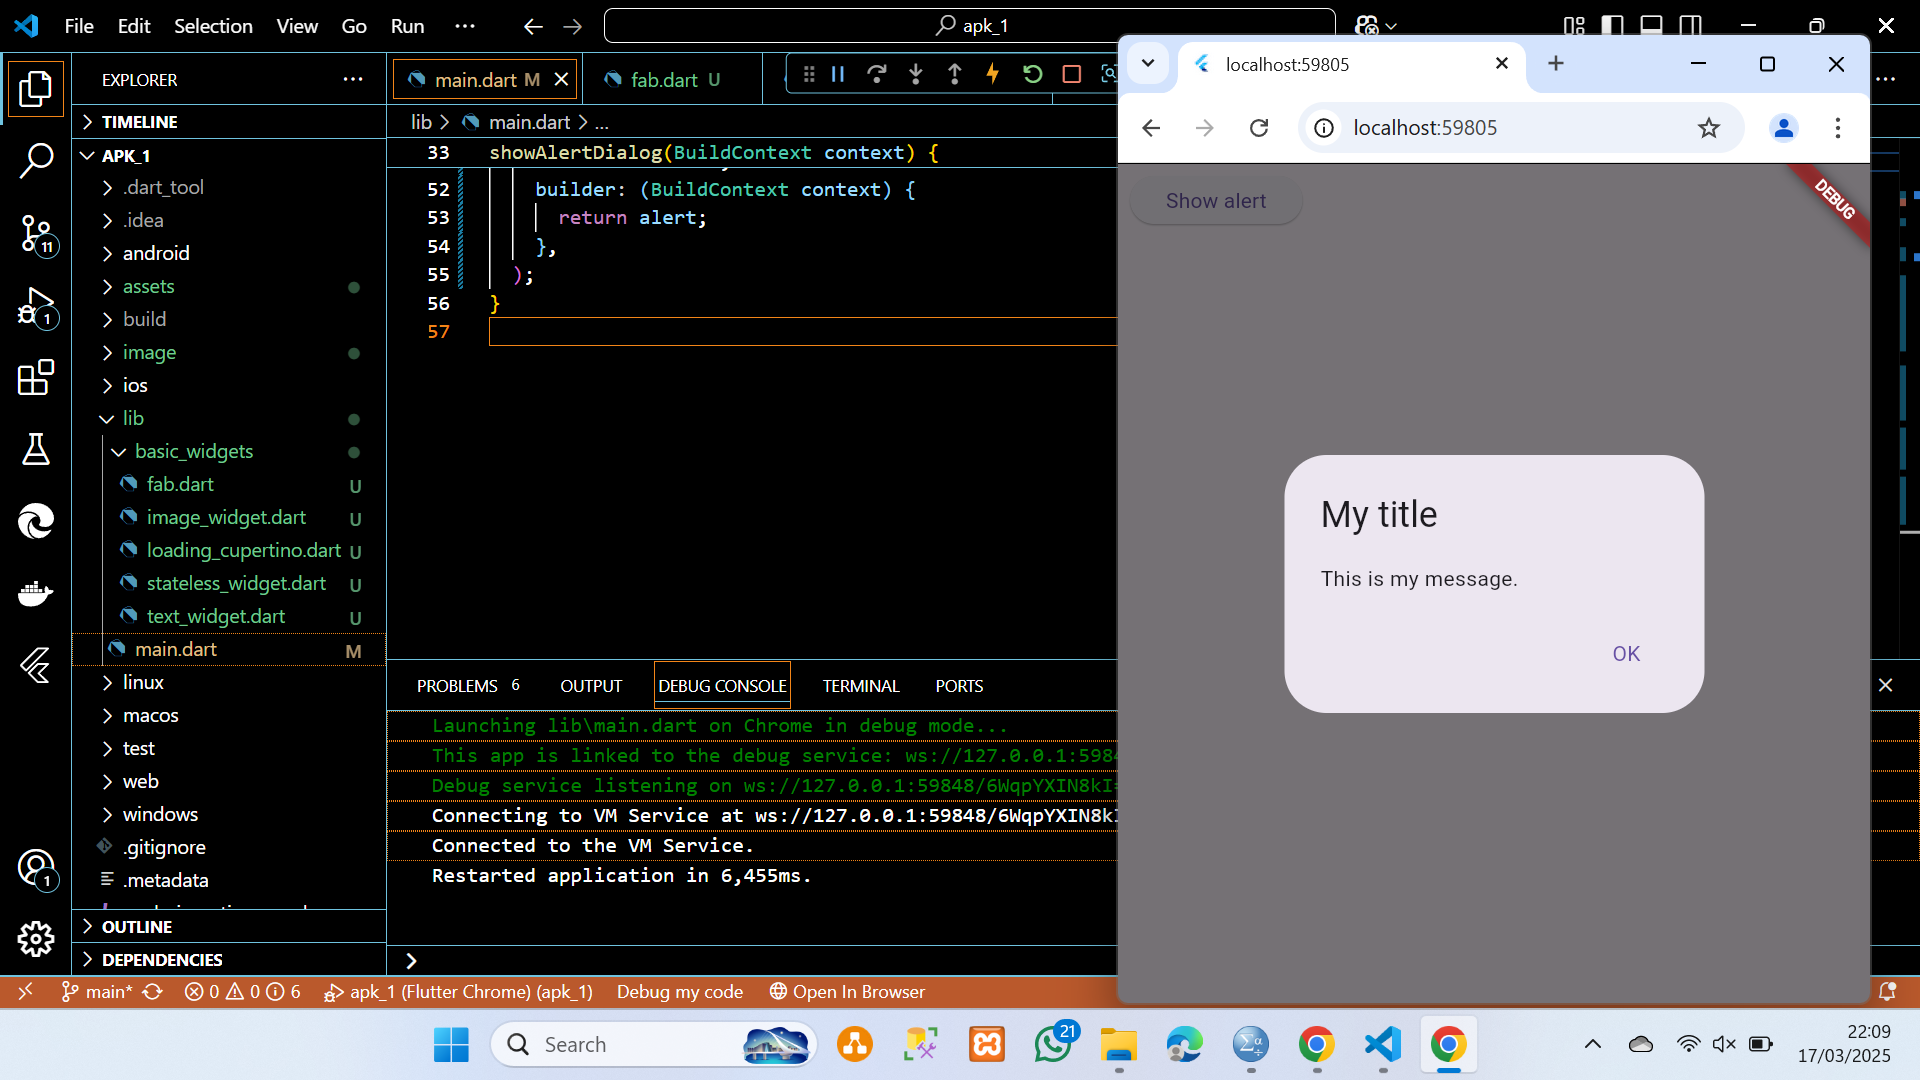 File Edit Selection View Go Run ··· apk_1
EXPLORER ···
TIMELINE
APK_1
.dart_tool
.idea
android
assets
build
image
ios
lib
basic_widgets
fab.dart U
image_widget.dart U
loading_cupertino.dart U
stateless_widget.dart U
text_widget.dart U
main.dart M
linux
macos
test
web
windows
.gitignore
.metadata
OUTLINE
DEPENDENCIES
11
1
1
main.dart M fab.dart U
lib > main.dart > ...
33 showAlertDialog(BuildContext context) {
52 builder: (BuildContext context) {
53 return alert;
54 },
55 );
56 }
57
PROBLEMS 6 OUTPUT DEBUG CONSOLE TERMINAL PORTS
Launching lib\main.dart on Chrome in debug mode...
This app is linked to the debug service: ws://127.0.0.1:5984
Debug service listening on ws://127.0.0.1:59848/6WqpYXIN8kI=
Connecting to VM Service at ws://127.0.0.1:59848/6WqpYXIN8kI
Connected to the VM Service.
Restarted application in 6,455ms.
>
main* 0 0 6 apk_1 (Flutter Chrome) (apk_1) Debug my code Open In Browser
localhost:59805
localhost:59805
Show alert
DEBUG
My title
This is my message.
OK
Search
21
22:09
17/03/2025